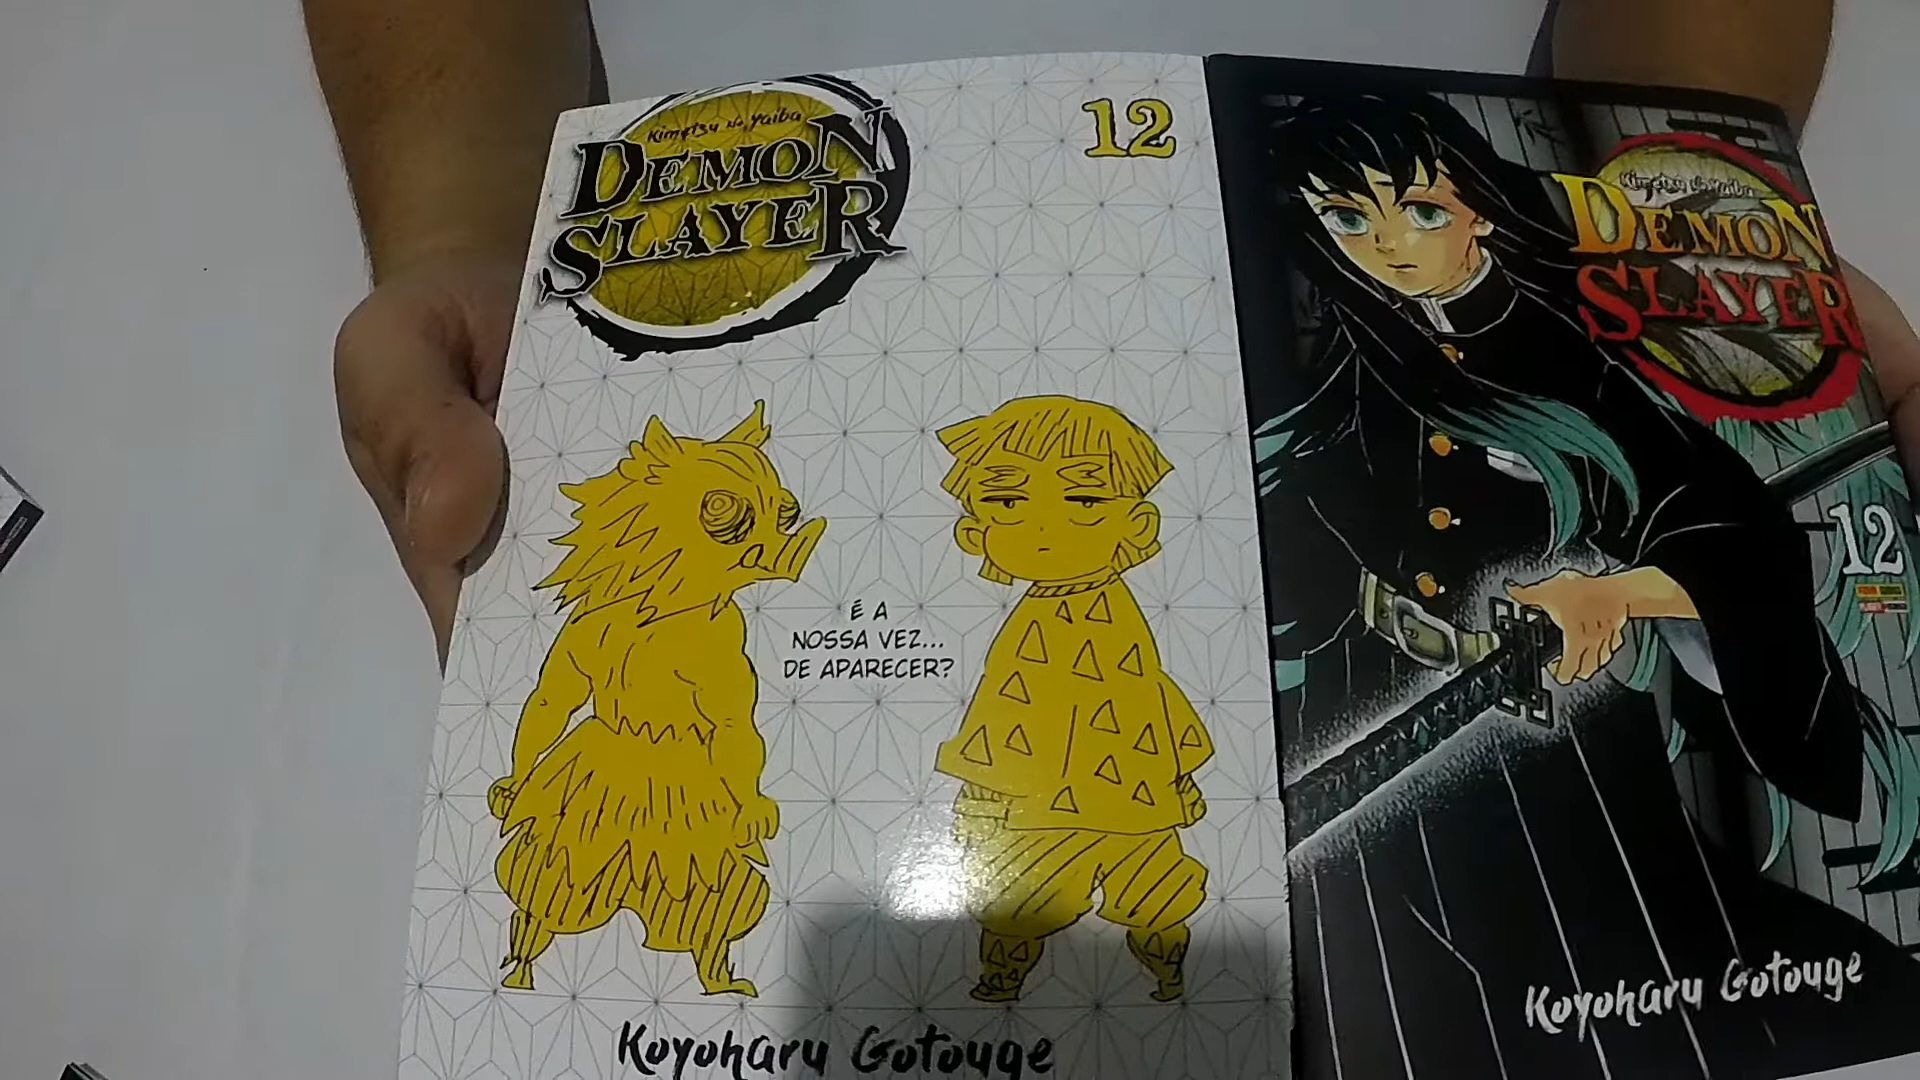 Kimetsu no Yaiba
DEMON
SLAYER
12
É A
NOSSA VEZ...
DE APARECER?
Koyoharu Gotouge
Kimetsu no Yaiba
DEMON
SLAYER
12
Koyoharu Gotouge